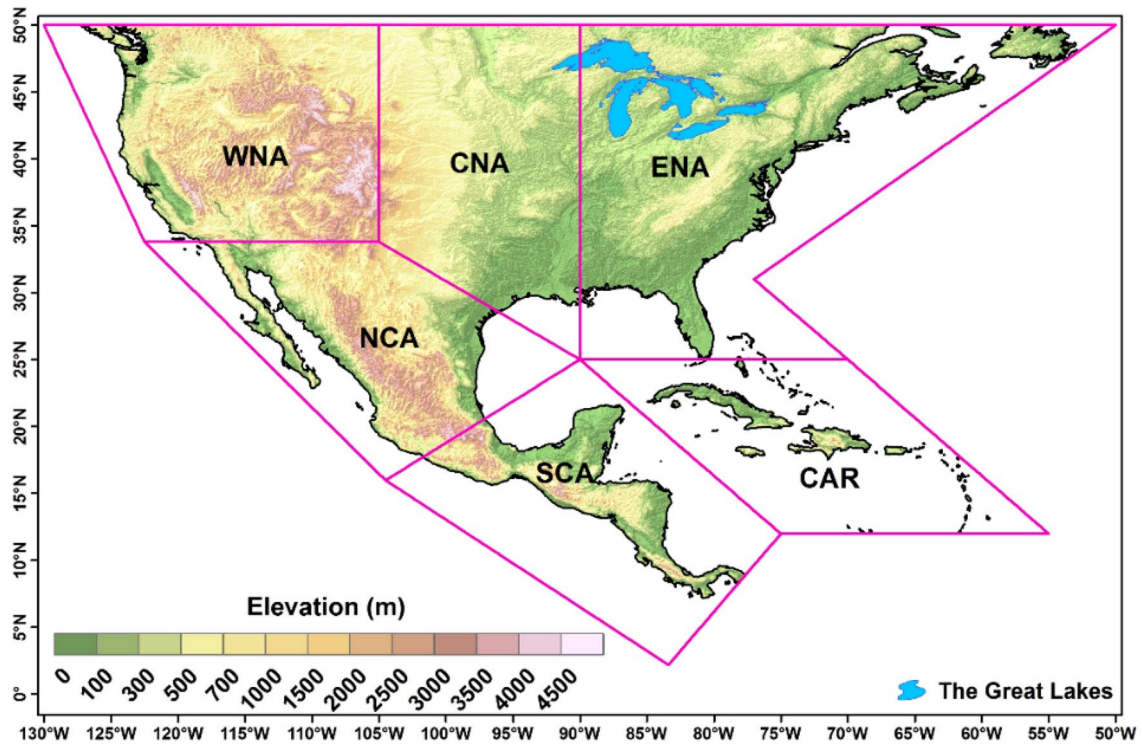 50°N
45°N
40°N
35°N
30°N
25°N
20°N
15°N
10°N
5°N
0°
WNA
CNA
ENA
NCA
SCA
CAR
Elevation (m)
0 100 300 500 700 1000 1500 2000 2500 3000 3500 4000 4500
The Great Lakes
130°W 125°W 120°W 115°W 110°W 105°W 100°W 95°W 90°W 85°W 80°W 75°W 70°W 65°W 60°W 55°W 50°W